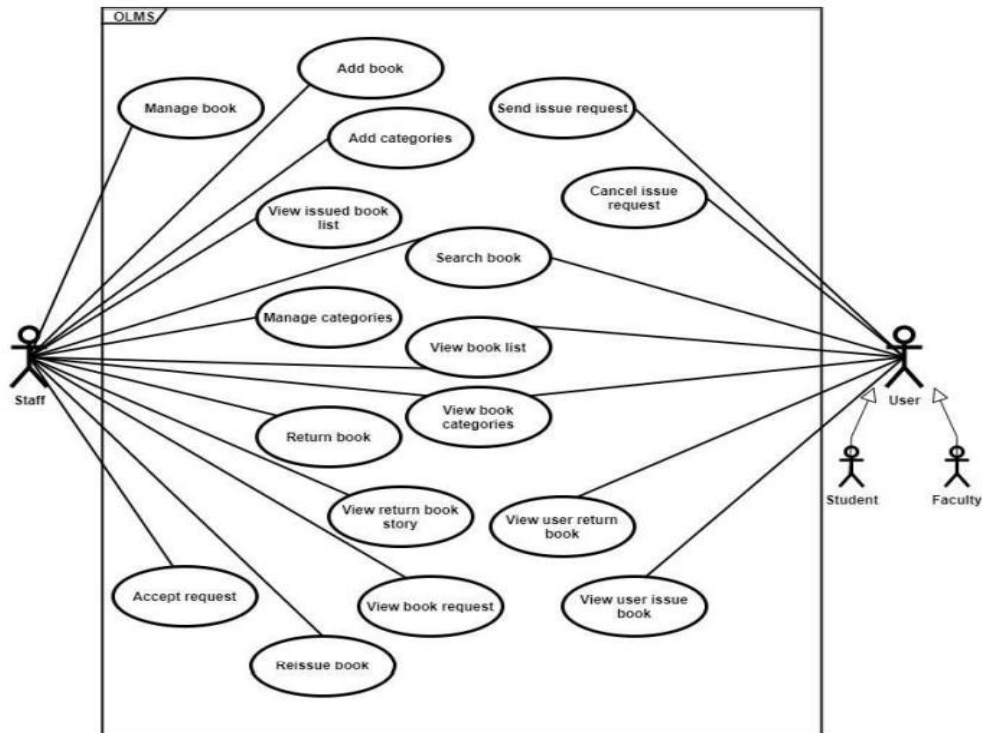 OLMS
Add book
Manage book
Send issue request
Add categories
Cancel issue
request
View issued book
list
Search book
Manage categories
View book list
Staff
User
View book
categories
Return book
Student
Faculty
View return book
story
View user return
book
Accept request
View book request
View user issue
book
Reissue book